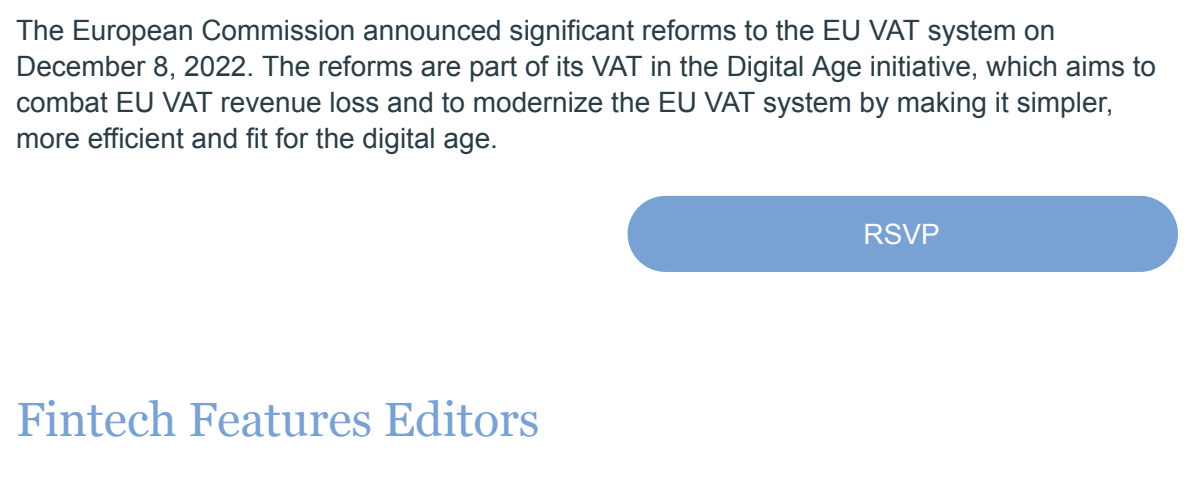 The European Commission announced significant reforms to the EU VAT system on
December 8, 2022. The reforms are part of its VAT in the Digital Age initiative, which aims to
combat EU VAT revenue loss and to modernize the EU VAT system by making it simpler,
more efficient and fit for the digital age.
RSVP
Fintech Features Editors